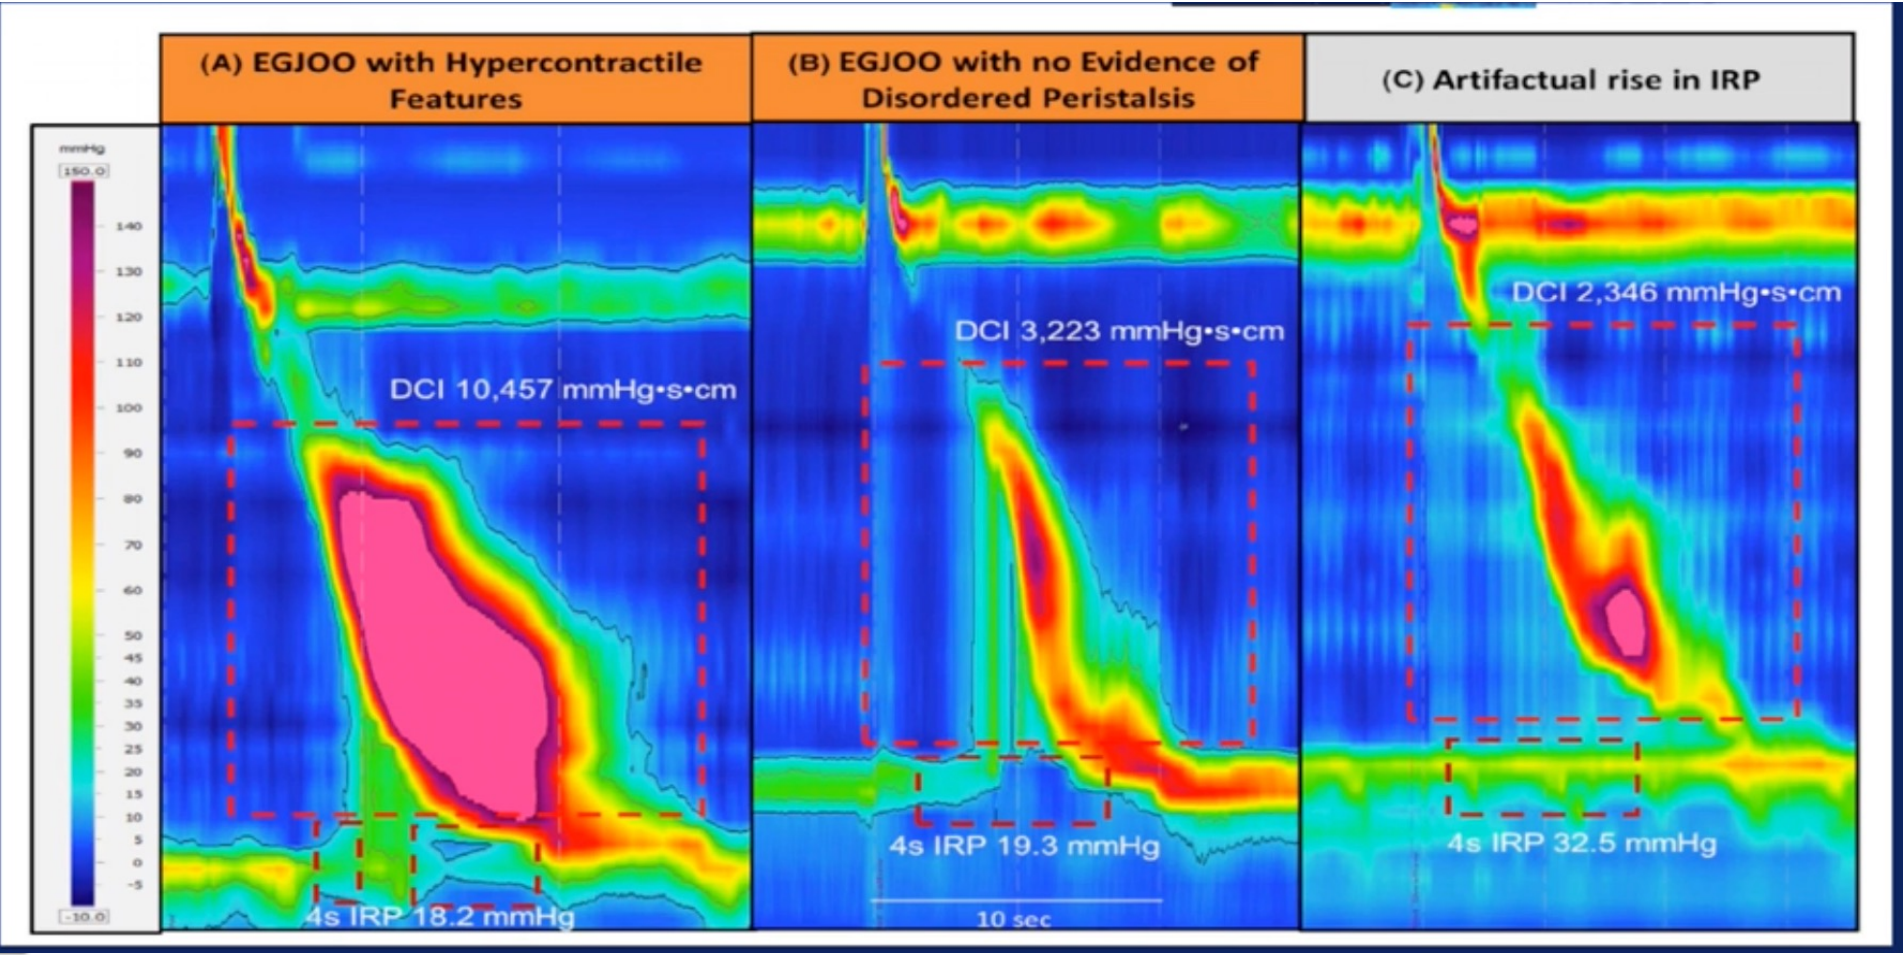 (A) EGJOO with Hypercontractile
Features
(B) EGJOO with no Evidence of
Disordered Peristalsis
(C) Artifactual rise in IRP
mmHg
150.0
140
130
120
110
100
90
80
70
60
50
45
40
35
30
25
20
15
10
5
0
-5
-10.0
DCI 10,457 mmHg•s•cm
4s IRP 18.2 mmHg
DCI 3,223 mmHg•s•cm
4s IRP 19.3 mmHg
10 sec
DCI 2,346 mmHg•s•cm
4s IRP 32.5 mmHg